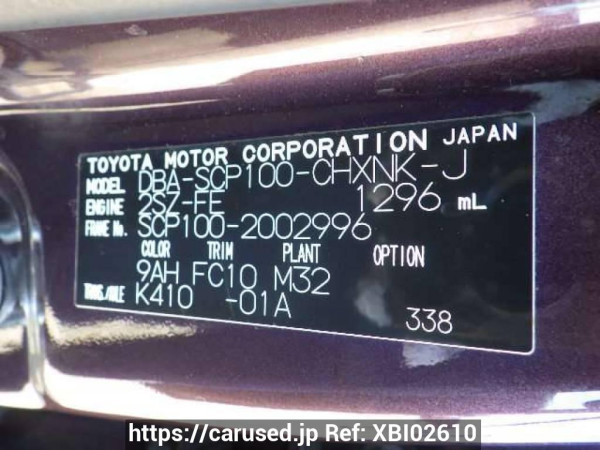 TOYOTA MOTOR CORPORATION JAPAN
MODEL DBA-SCP100-CHXNK-J
ENGINE 2SZ-FE 1296 mL
FRAME No. SCP100-2002996
COLOR TRIM PLANT OPTION
9AH FC10 M32
TRANS./AXLE K410 -01A
338
https://carused.jp Ref: XBI02610